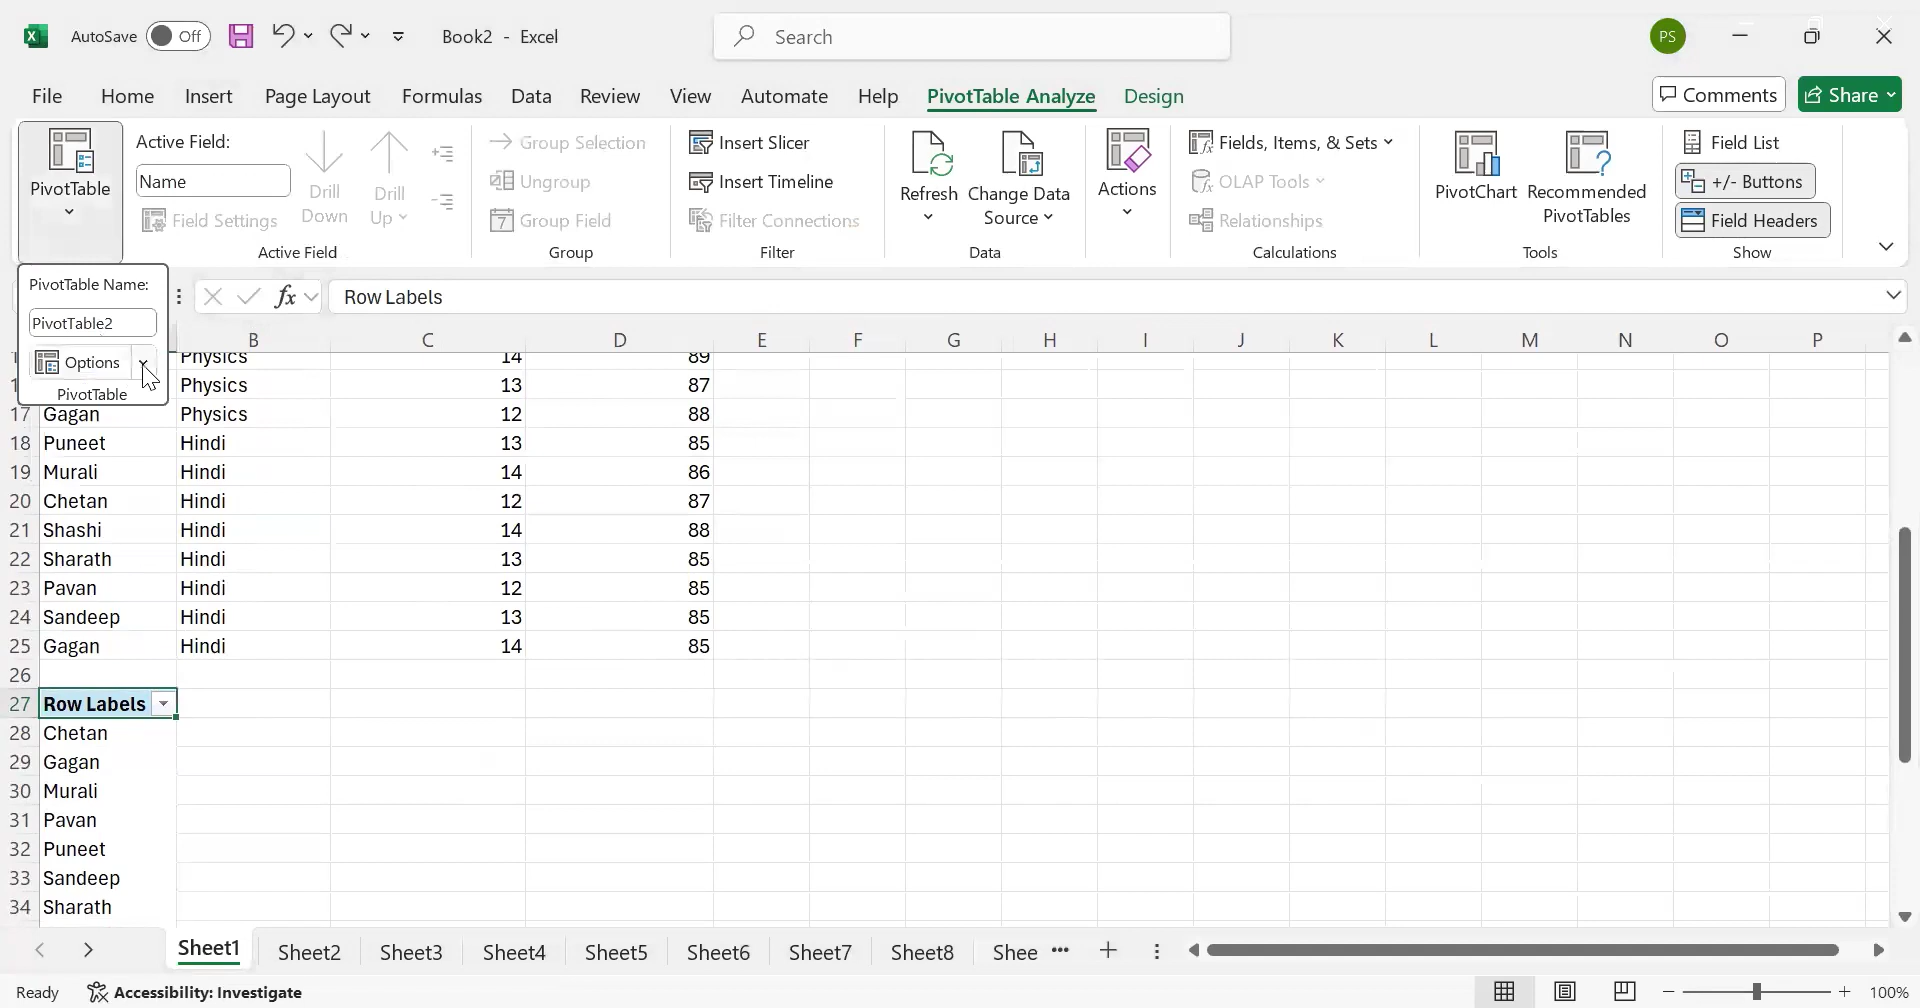 AutoSave Off Book2 - Excel Search PS
File Home Insert Page Layout Formulas Data Review View Automate Help PivotTable Analyze Design Comments Share
PivotTable
Active Field:
Name
Field Settings
Drill Down
Drill Up
Active Field
Group Selection
Ungroup
Group Field
Group
Insert Slicer
Insert Timeline
Filter Connections
Filter
Refresh
Change Data Source
Data
Actions
Fields, Items, & Sets
OLAP Tools
Relationships
Calculations
PivotChart
Recommended PivotTables
Tools
Field List
+/- Buttons
Field Headers
Show
PivotTable Name:
PivotTable2
Options
PivotTable
fx Row Labels
B C D E F G H I J K L M N O P
Physics 14 89
Physics 13 87
17 Gagan Physics 12 88
18 Puneet Hindi 13 85
19 Murali Hindi 14 86
20 Chetan Hindi 12 87
21 Shashi Hindi 14 88
22 Sharath Hindi 13 85
23 Pavan Hindi 12 85
24 Sandeep Hindi 13 85
25 Gagan Hindi 14 85
26
27 Row Labels
28 Chetan
29 Gagan
30 Murali
31 Pavan
32 Puneet
33 Sandeep
34 Sharath
Sheet1 Sheet2 Sheet3 Sheet4 Sheet5 Sheet6 Sheet7 Sheet8 Shee
Ready Accessibility: Investigate 100%